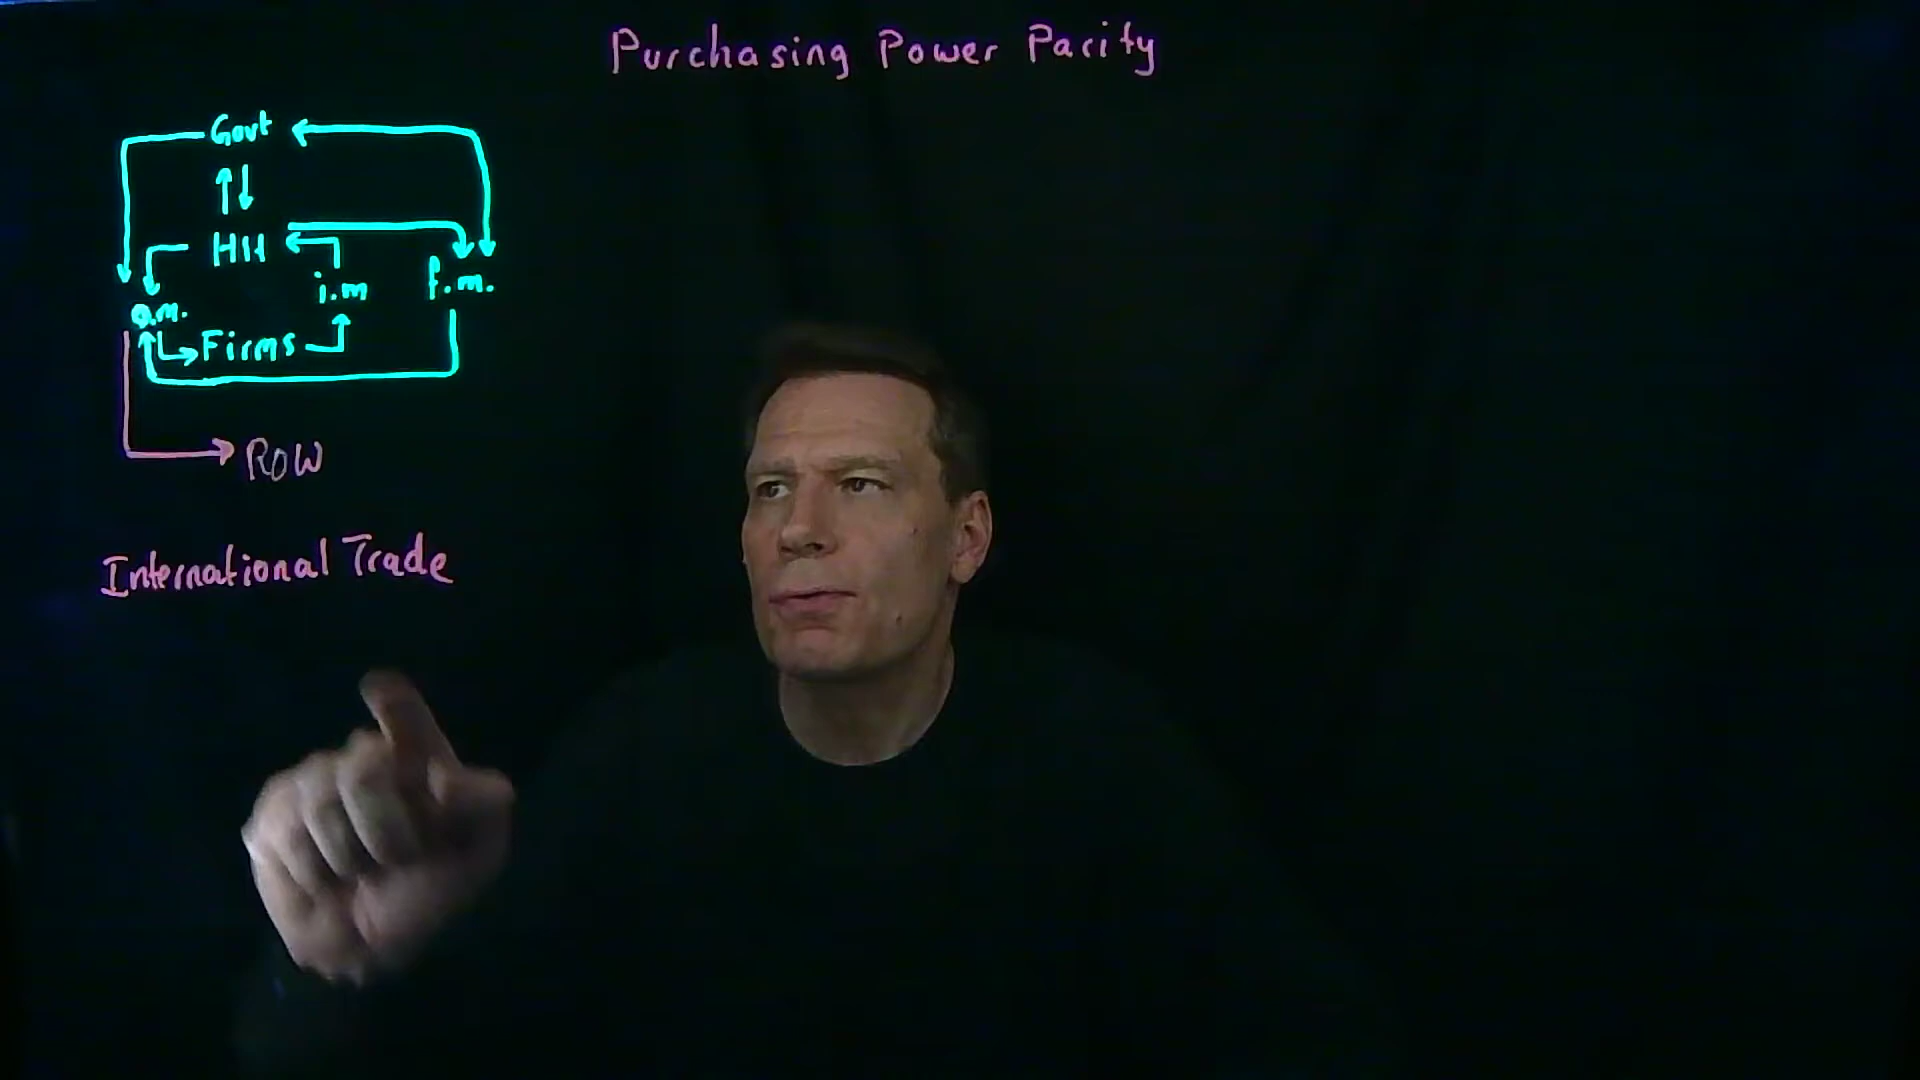 Purchasing Power Parity
Govt
HH
i.m
f.m.
o.m.
Firms
ROW
International Trade